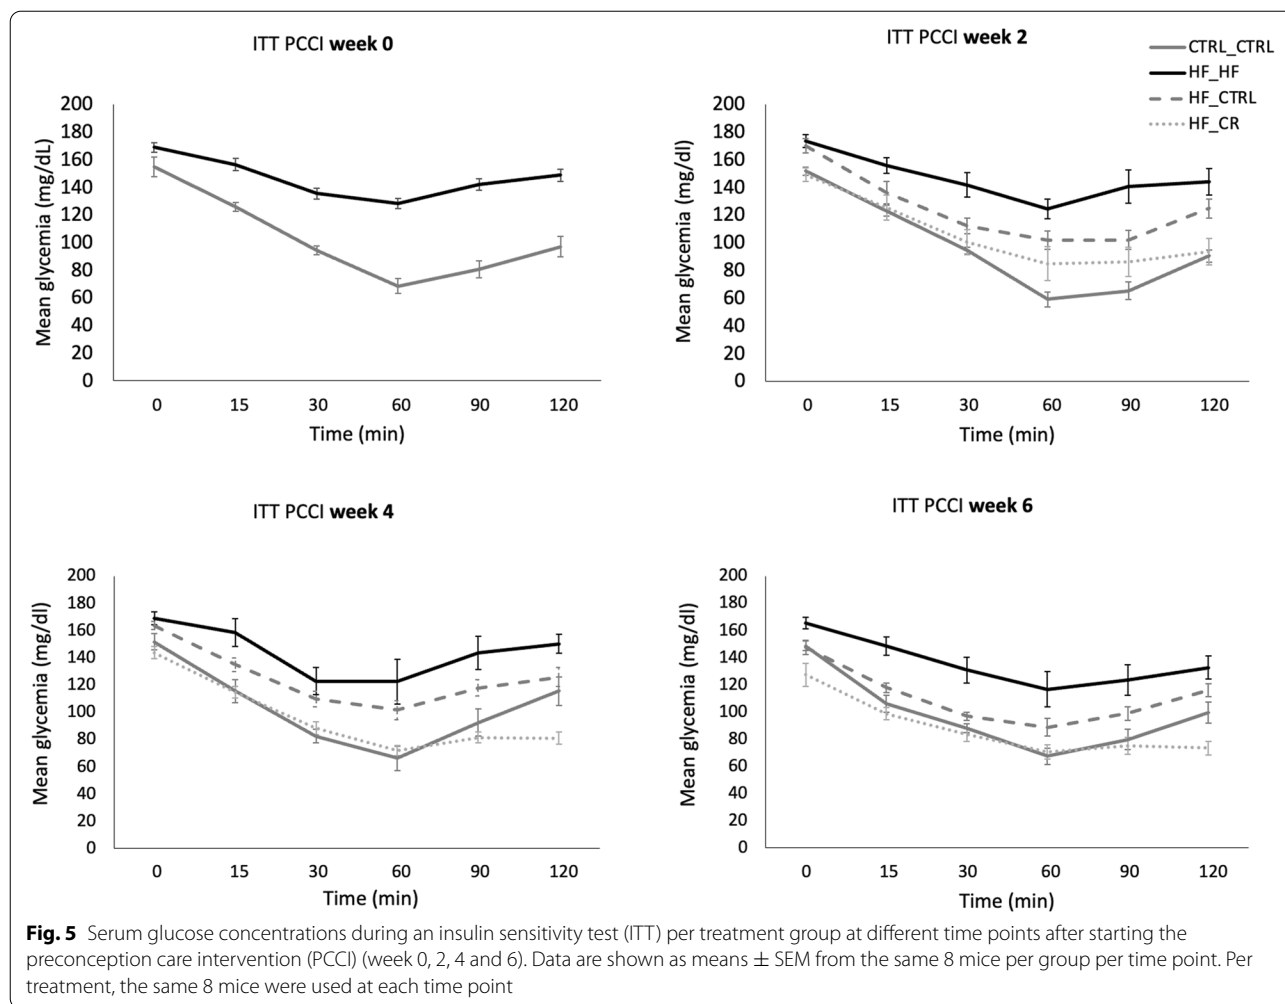 ITT PCCI week 0
Mean glycemia (mg/dL)
200
180
160
140
120
100
80
60
40
20
0
0 15 30 60 90 120
Time (min)
ITT PCCI week 2
CTRL_CTRL
HF_HF
HF_CTRL
HF_CR
Mean glycemia (mg/dl)
200
180
160
140
120
100
80
60
40
20
0
0 15 30 60 90 120
Time (min)
ITT PCCI week 4
Mean glycemia (mg/dl)
200
180
160
140
120
100
80
60
40
20
0
0 15 30 60 90 120
Time (min)
ITT PCCI week 6
Mean glycemia (mg/dl)
200
180
160
140
120
100
80
60
40
20
0
0 15 30 60 90 120
Time (min)
Fig. 5 Serum glucose concentrations during an insulin sensitivity test (ITT) per treatment group at different time points after starting the
preconception care intervention (PCCI) (week 0, 2, 4 and 6). Data are shown as means ± SEM from the same 8 mice per group per time point. Per
treatment, the same 8 mice were used at each time point